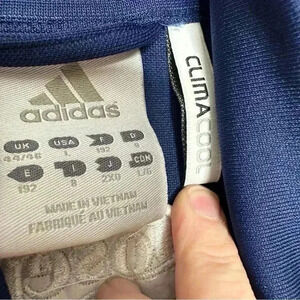 adidas
UK USA F D
44/46 L 192 9
E I J CDN
192 8 2XO L/G
MADE IN VIETNAM
FABRIQUÉ AU VIETNAM
CLIMACOOL